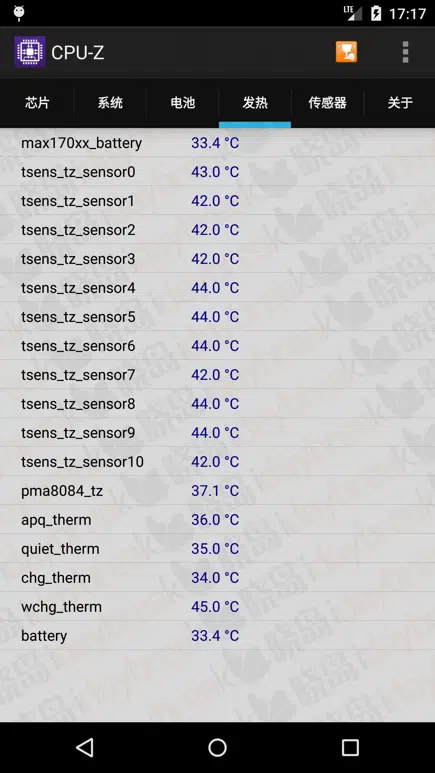 LTE 17:17
CPU-Z
芯片 系统 电池 发热 传感器 关于
max170xx_battery 33.4 °C
tsens_tz_sensor0 43.0 °C
tsens_tz_sensor1 42.0 °C
tsens_tz_sensor2 42.0 °C
tsens_tz_sensor3 42.0 °C
tsens_tz_sensor4 44.0 °C
tsens_tz_sensor5 44.0 °C
tsens_tz_sensor6 44.0 °C
tsens_tz_sensor7 42.0 °C
tsens_tz_sensor8 44.0 °C
tsens_tz_sensor9 44.0 °C
tsens_tz_sensor10 42.0 °C
pma8084_tz 37.1 °C
apq_therm 36.0 °C
quiet_therm 35.0 °C
chg_therm 34.0 °C
wchg_therm 45.0 °C
battery 33.4 °C